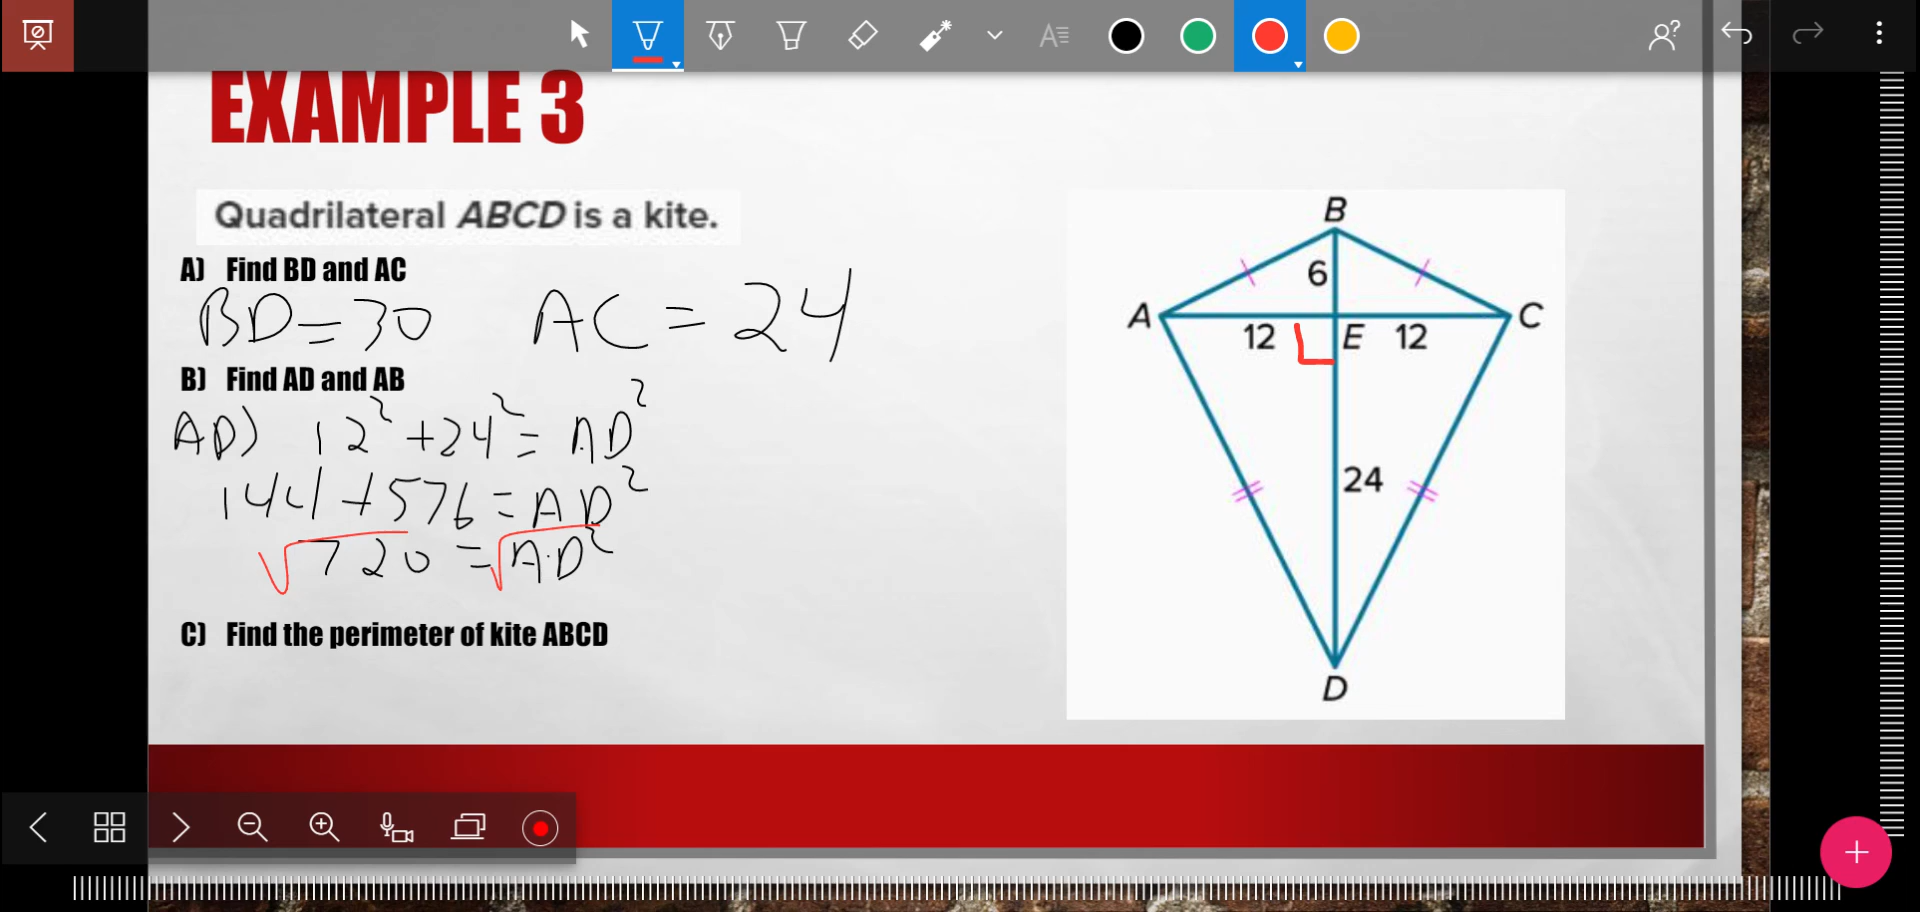 EXAMPLE 3
Quadrilateral ABCD is a kite.
A) Find BD and AC
BD = 30 AC = 24
B) Find AD and AB
AD) 12² + 24² = AD²
144 + 576 = AD²
√720 = √AD²
C) Find the perimeter of kite ABCD
B
6
A
C
12
E
12
24
D